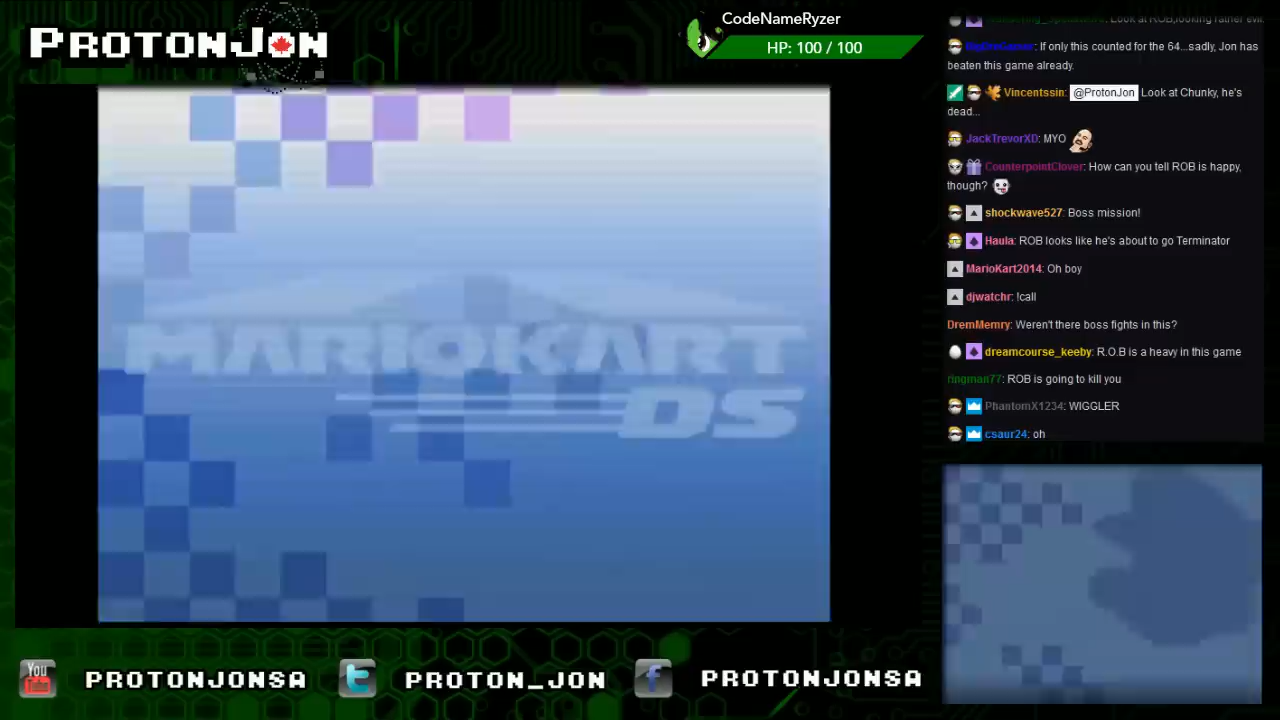 PROTONJON
CodeNameRyzer
HP: 100 / 100
Look at ROB, looking rather evil
If only this counted for the 64...sadly, Jon has
beaten this game already.
Vincentssin: @ProtonJon Look at Chunky, he's
dead...
JackTrevorXD: MYO
CounterpointClover: How can you tell ROB is happy,
though?
shockwave527: Boss mission!
Haula: ROB looks like he's about to go Terminator
MarioKart2014: Oh boy
djwatchr: !call
DremMemry: Weren't there boss fights in this?
dreamcourse_keeby: R.O.B is a heavy in this game
ringman77: ROB is going to kill you
PhantomX1234: WIGGLER
csaur24: oh
MARIOKART
DS
You
PROTONJONSA
PROTON_JON
PROTONJONSA